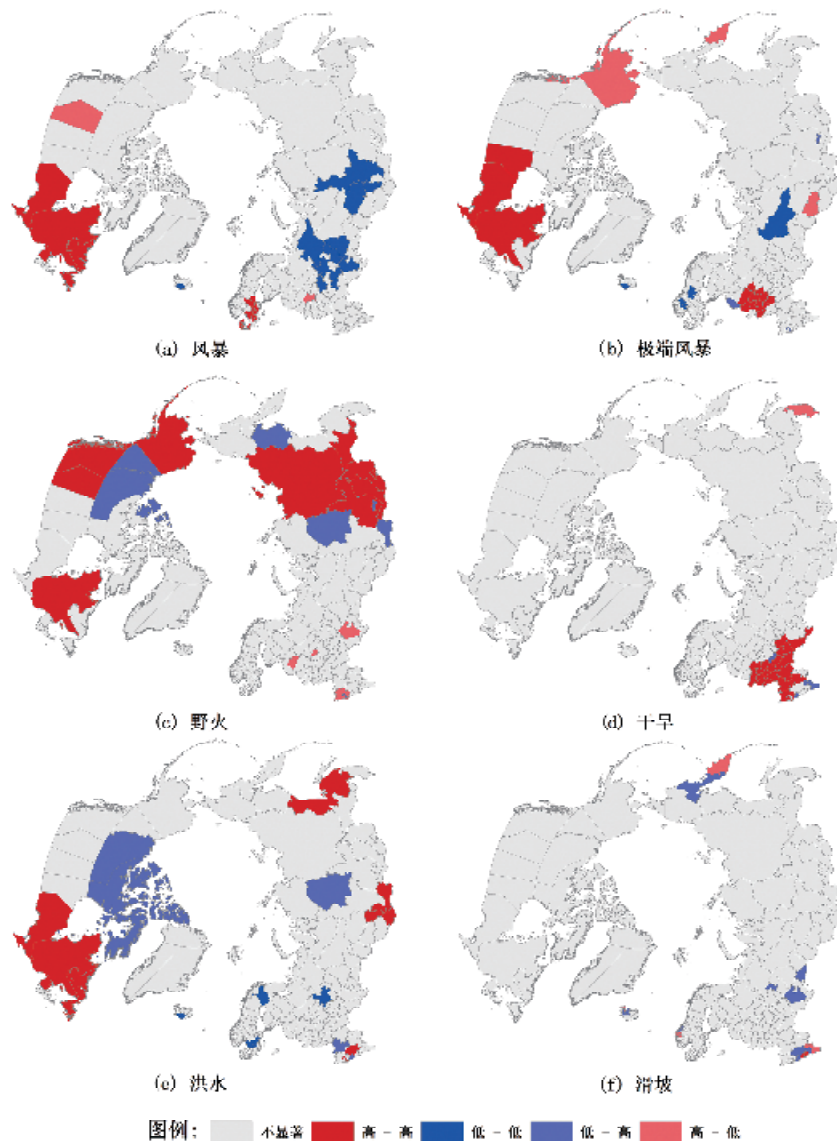 (a) 风暴
(b) 极端风暴
(c) 野火
(d) 干旱
(e) 洪水
(f) 滑坡
图例: 不显著 高-高 低-低 低-高 高-低